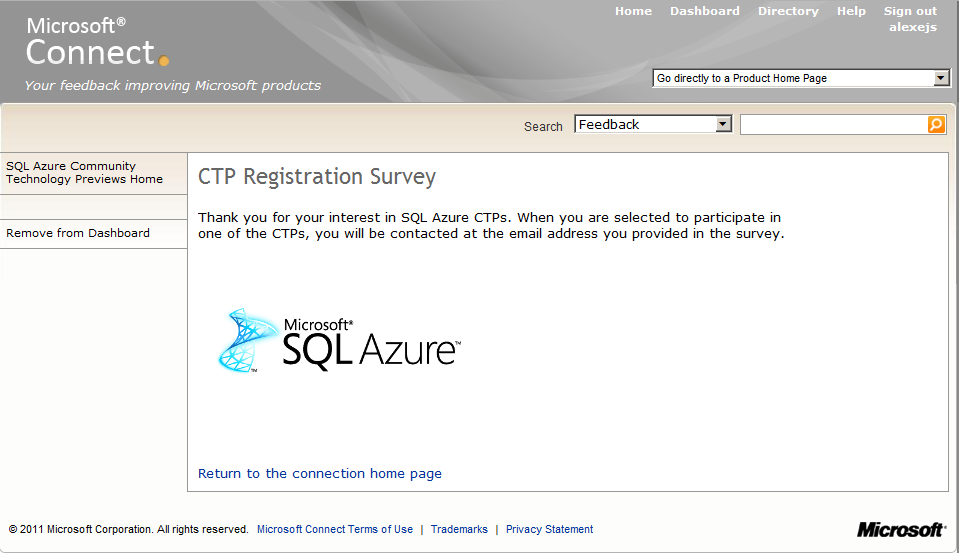 Microsoft®
Connect
Your feedback improving Microsoft products
Home Dashboard Directory Help Sign out
alexejs
Go directly to a Product Home Page
Search Feedback
SQL Azure Community
Technology Previews Home
Remove from Dashboard
CTP Registration Survey
Thank you for your interest in SQL Azure CTPs. When you are selected to participate in
one of the CTPs, you will be contacted at the email address you provided in the survey.
Microsoft®
SQL Azure™
™
Return to the connection home page
© 2011 Microsoft Corporation. All rights reserved. Microsoft Connect Terms of Use | Trademarks | Privacy Statement
Microsoft®